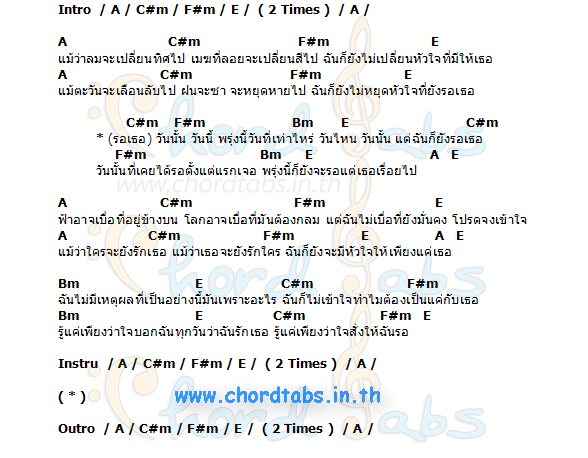 Intro / A / C#m / F#m / E / ( 2 Times ) / A /
A C#m F#m E
แม้ว่าลมจะเปลี่ยนทิศไป เมฆที่ลอยจะเปลี่ยนสีไป ฉันก็ยังไม่เปลี่ยนหัวใจที่มีให้เธอ
A C#m F#m E
แม้ตะวันจะเลือนลับไป ฝนจะซา จะหยุดหายไป ฉันก็ยังไม่หยุดหัวใจที่ยังรอเธอ
C#m F#m Bm E C#m
* (รอเธอ) วันนั้น วันนี้ พรุ่งนี้วันที่เท่าไหร่ วันไหน วันนั้น แต่ฉันก็ยังรอเธอ
F#m Bm E A E
วันนั้นที่เคยได้รอตั้งแต่แรกเจอ พรุ่งนี้ก็ยังจะรอแต่เธอเรื่อยไป
www.chordtabs.in.th
A C#m F#m E
ฟ้าอาจเบื่อที่อยู่ข้างบน โลกอาจเบื่อที่มันต้องกลม แต่ฉันไม่เบื่อที่ยังมั่นคง โปรดจงเข้าใจ
A C#m F#m E A E
แม้ว่าใครจะยังรักเธอ แม้ว่าเธอจะยังรักใคร ฉันก็ยังจะมีหัวใจให้เพียงแค่เธอ
Bm E C#m F#m
ฉันไม่มีเหตุผลที่เป็นอย่างนี้มันเพราะอะไร ฉันก็ไม่เข้าใจทำไมต้องเป็นแค่กับเธอ
Bm E C#m F#m E
รู้แค่เพียงว่าใจบอกฉันทุกวันว่าฉันรักเธอ รู้แค่เพียงว่าใจสั่งให้ฉันรอ
Instru / A / C#m / F#m / E / ( 2 Times ) / A /
( * ) www.chordtabs.in.th
Outro / A / C#m / F#m / E / ( 2 Times ) / A /